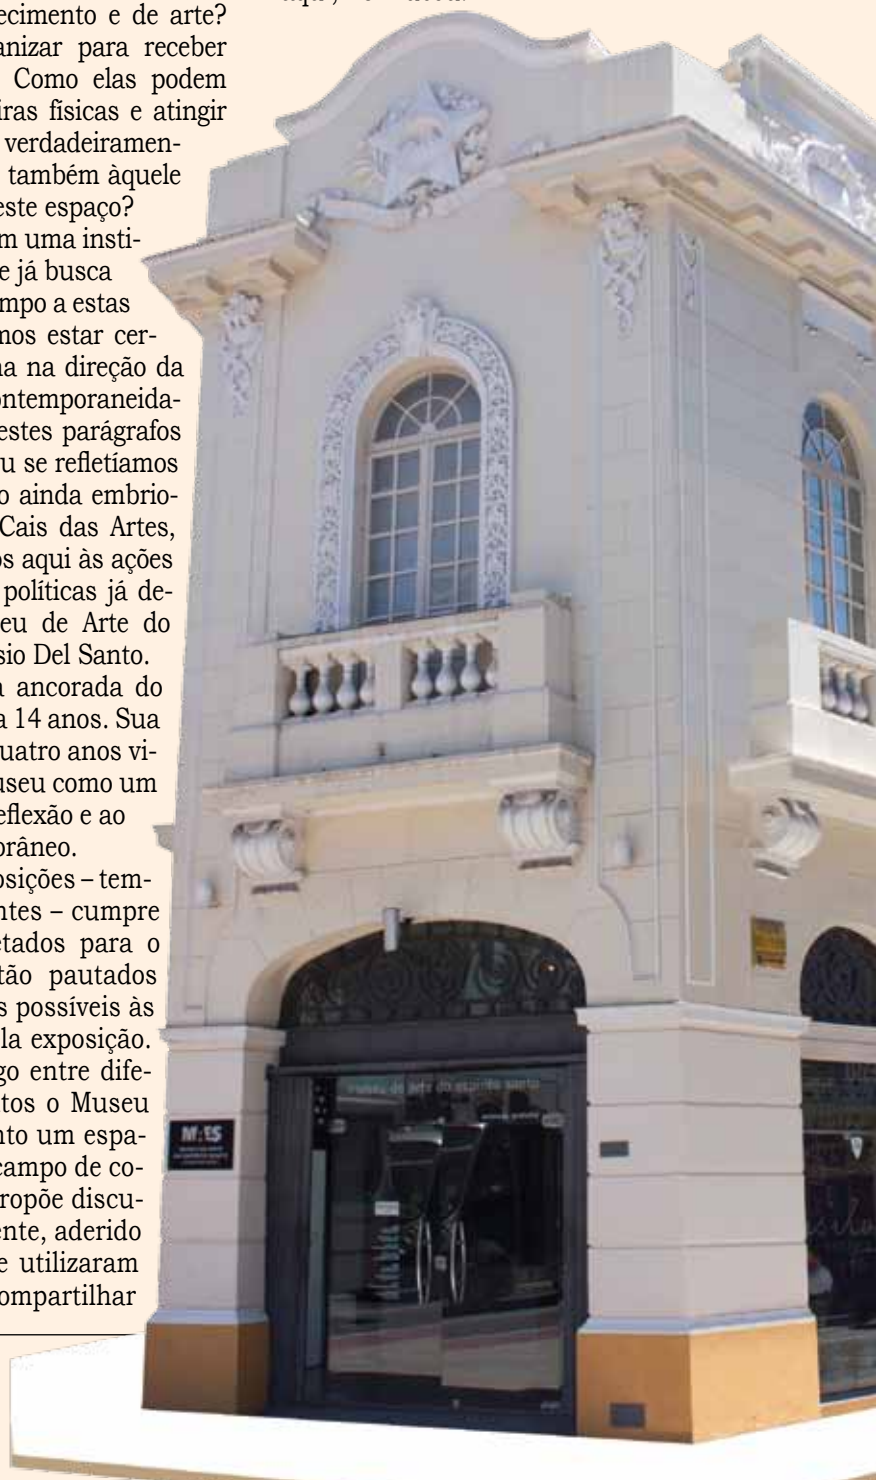 ecimento e de arte?
anizar para receber
Como elas podem
iras físicas e atingir
verdadeiramen-
também àquele
este espaço?
m uma insti-
e já busca
mpo a estas
mos estar cer-
na na direção da
ontemporaneida-
estes parágrafos
u se refletíamos
o ainda embrio-
Cais das Artes,
os aqui às ações
políticas já de-
eu de Arte do
sio Del Santo.
a ancorada do
a 14 anos. Sua
uatro anos vi-
useu como um
eflexão e ao
orâneo.
osições – tem-
ntes – cumpre
etados para o
tão pautados
s possíveis às
la exposição.
go entre dife-
tos o Museu
nto um espa-
campo de co-
ropõe discu-
ente, aderido
e utilizaram
ompartilhar
museu de arte do espírito santo
MAES